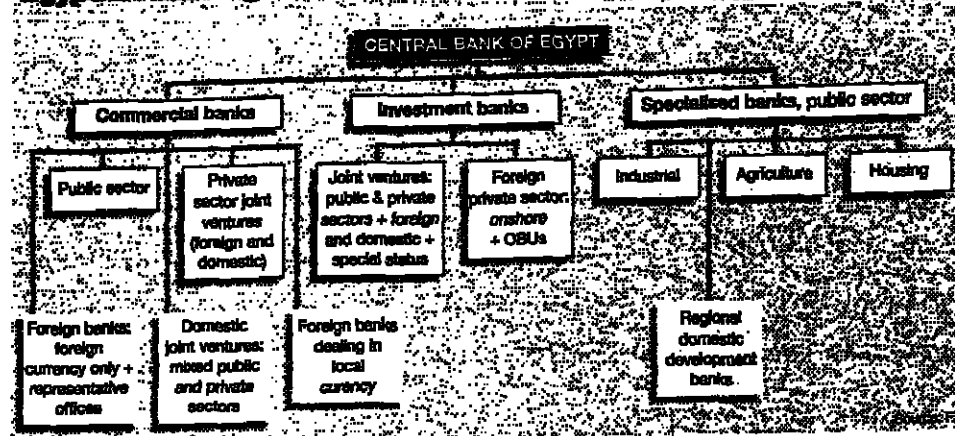 CENTRAL BANK OF EGYPT
Commercial banks
Investment banks
Specialised banks, public sector
Public sector
Private
sector joint
ventures
(foreign and
domestic)
Joint ventures:
public & private
sectors + foreign
and domestic +
special status
Foreign
private sector:
onshore
+ OBUs
Industrial
Agriculture
Housing
Foreign banks:
foreign
currency only +
representative
offices
Domestic
joint ventures:
mixed public
and private
sectors
Foreign banks
dealing in
local
curency
Regional
domestic
development
banks